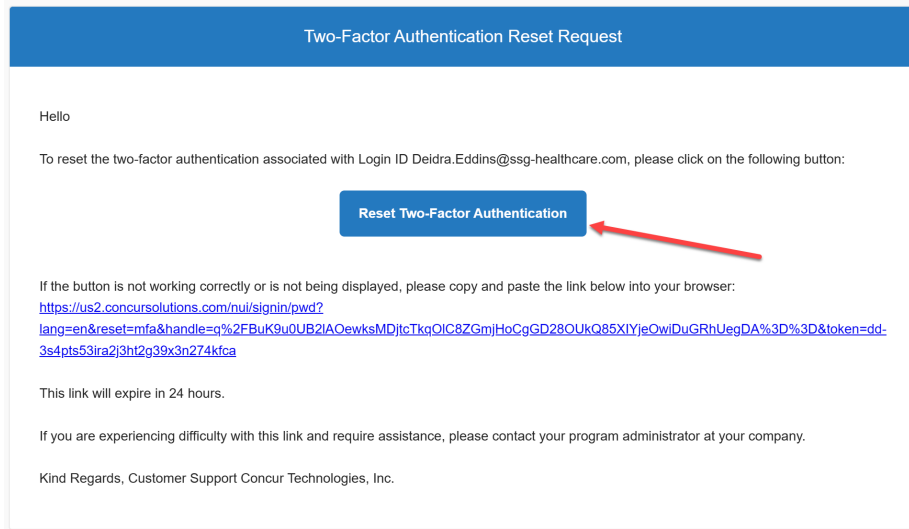 Two-Factor Authentication Reset Request
Hello
To reset the two-factor authentication associated with Login ID Deidra.Eddins@ssg-healthcare.com, please click on the following button:
Reset Two-Factor Authentication
If the button is not working correctly or is not being displayed, please copy and paste the link below into your browser:
https://us2.concursolutions.com/nui/signin/pwd?
lang=en&reset=mfa&handle=q%2FBuK9u0UB2lAOewksMDjtcTkqOlC8ZGmjHoCgGD28OUkQ85XIYjeOwiDuGRhUegDA%3D%3D&token=dd-
3s4pts53ira2j3ht2g39x3n274kfca
This link will expire in 24 hours.
If you are experiencing difficulty with this link and require assistance, please contact your program administrator at your company.
Kind Regards, Customer Support Concur Technologies, Inc.